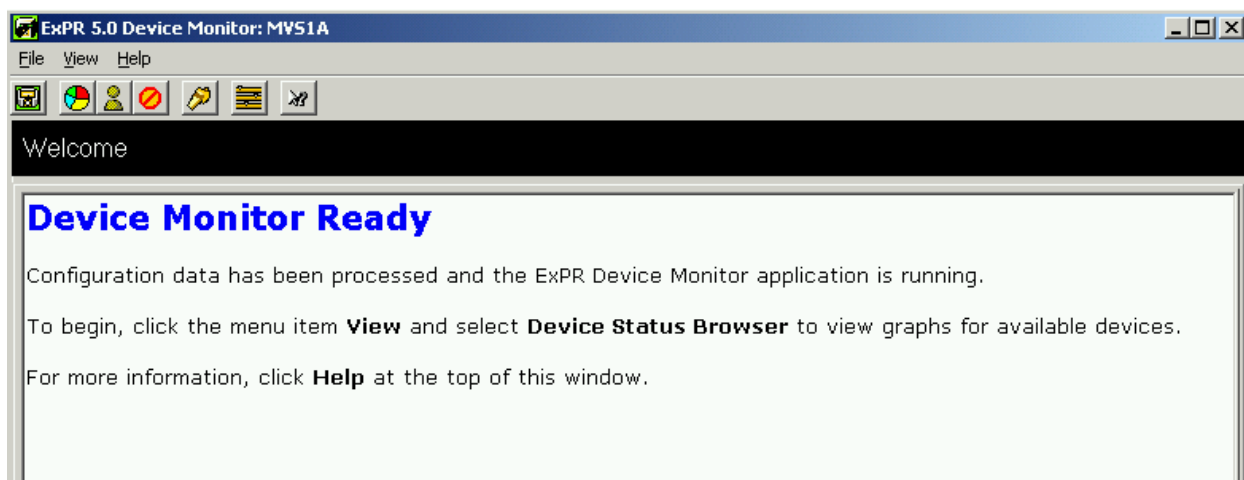 ExPR 5.0 Device Monitor: MVS1A
File View Help
Welcome
Device Monitor Ready
Configuration data has been processed and the ExPR Device Monitor application is running.
To begin, click the menu item View and select Device Status Browser to view graphs for available devices.
For more information, click Help at the top of this window.